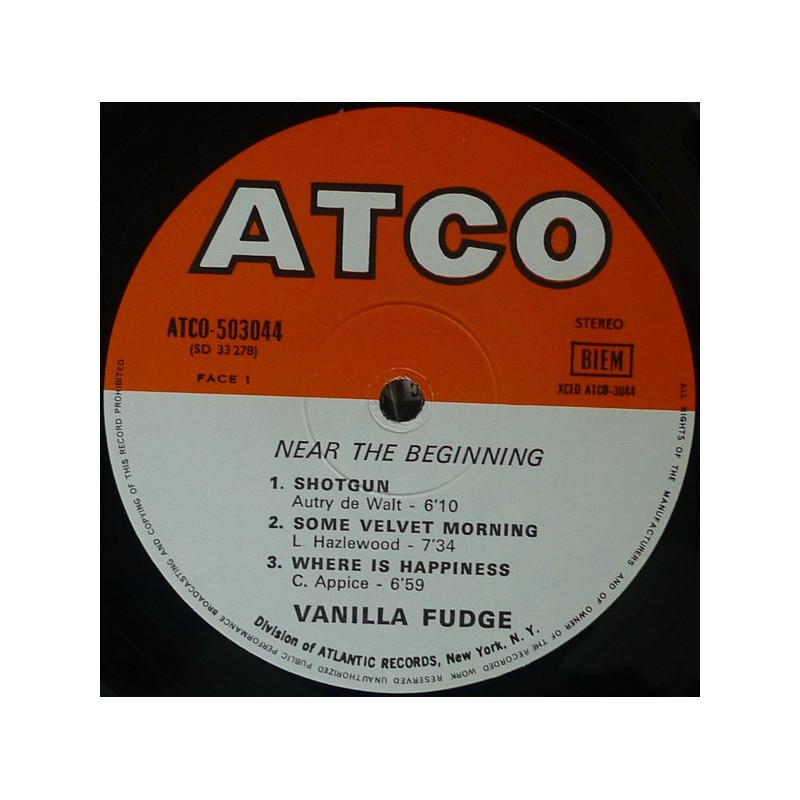 ATCO
ATCO-503044
(SD 33 278)
FACE 1
STEREO
BIEM
XCED ATCO-3044
NEAR THE BEGINNING
1. SHOTGUN
Autry de Walt - 6'10
2. SOME VELVET MORNING
L. Hazlewood - 7'34
3. WHERE IS HAPPINESS
C. Appice - 6'59
VANILLA FUDGE
Division of ATLANTIC RECORDS, New York, N. Y.
ALL RIGHTS OF THE MANUFACTURERS AND OF OWNER OF THE RECORDED WORK RESERVED UNAUTHORIZED PUBLIC PERFORMANCE BROADCASTING AND COPYING OF THIS RECORD PROHIBITED.